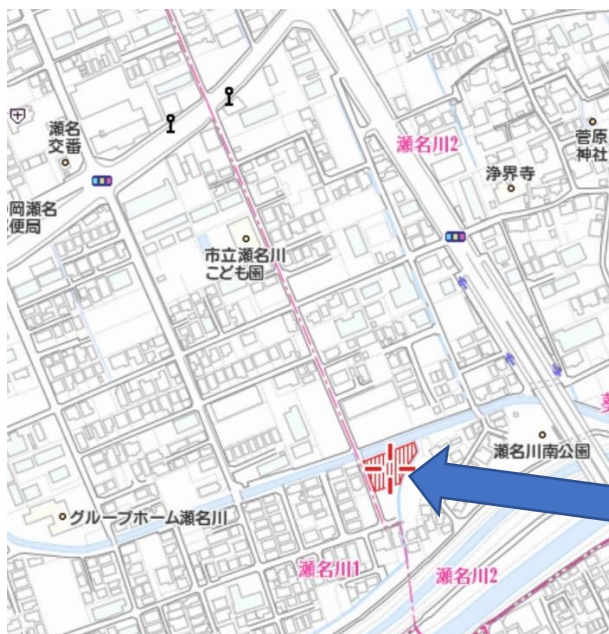 瀬名
交番
岡瀬名
便局
市立瀬名川
こども園
瀬名川2
浄界寺
菅原
神社
瀬名川南公園
グループホーム瀬名川
瀬名川1
瀬名川2